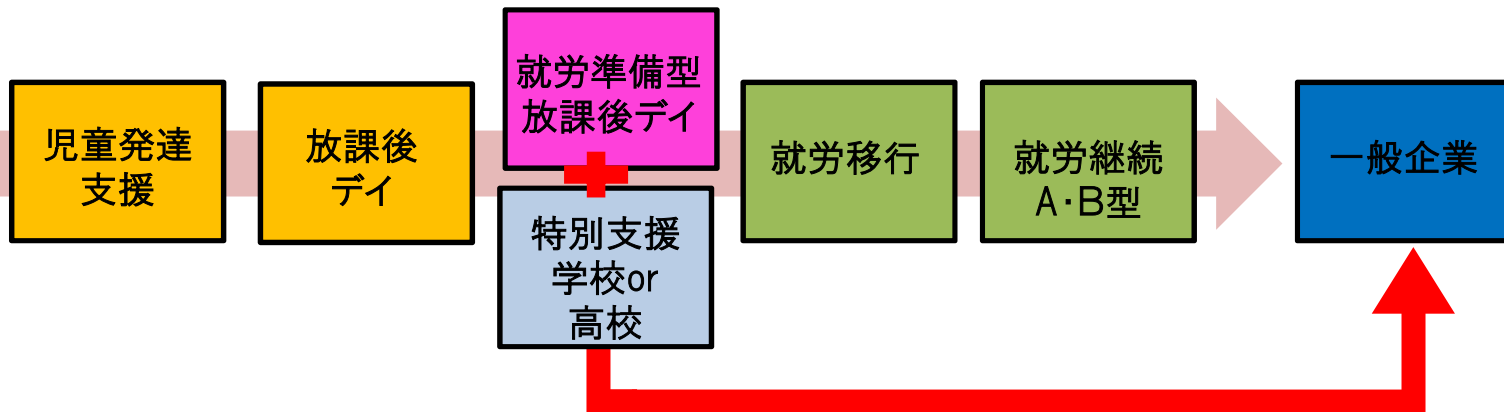 児童発達
支援
放課後
デイ
就労準備型
放課後デイ
特別支援
学校or
高校
就労移行
就労継続
A・B型
一般企業